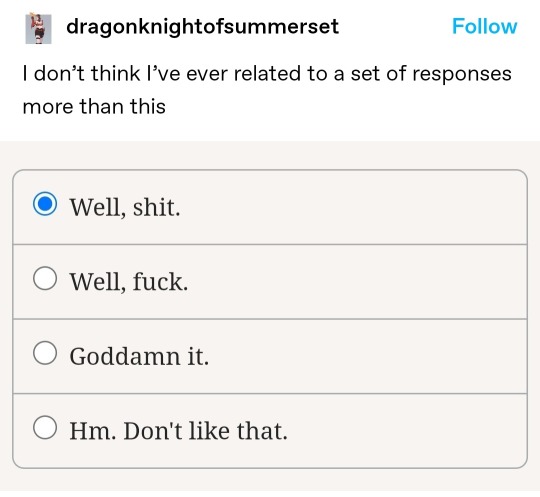 dragonknightofsummerset Follow
I don’t think I’ve ever related to a set of responses
more than this
Well, shit.
Well, fuck.
Goddamn it.
Hm. Don't like that.